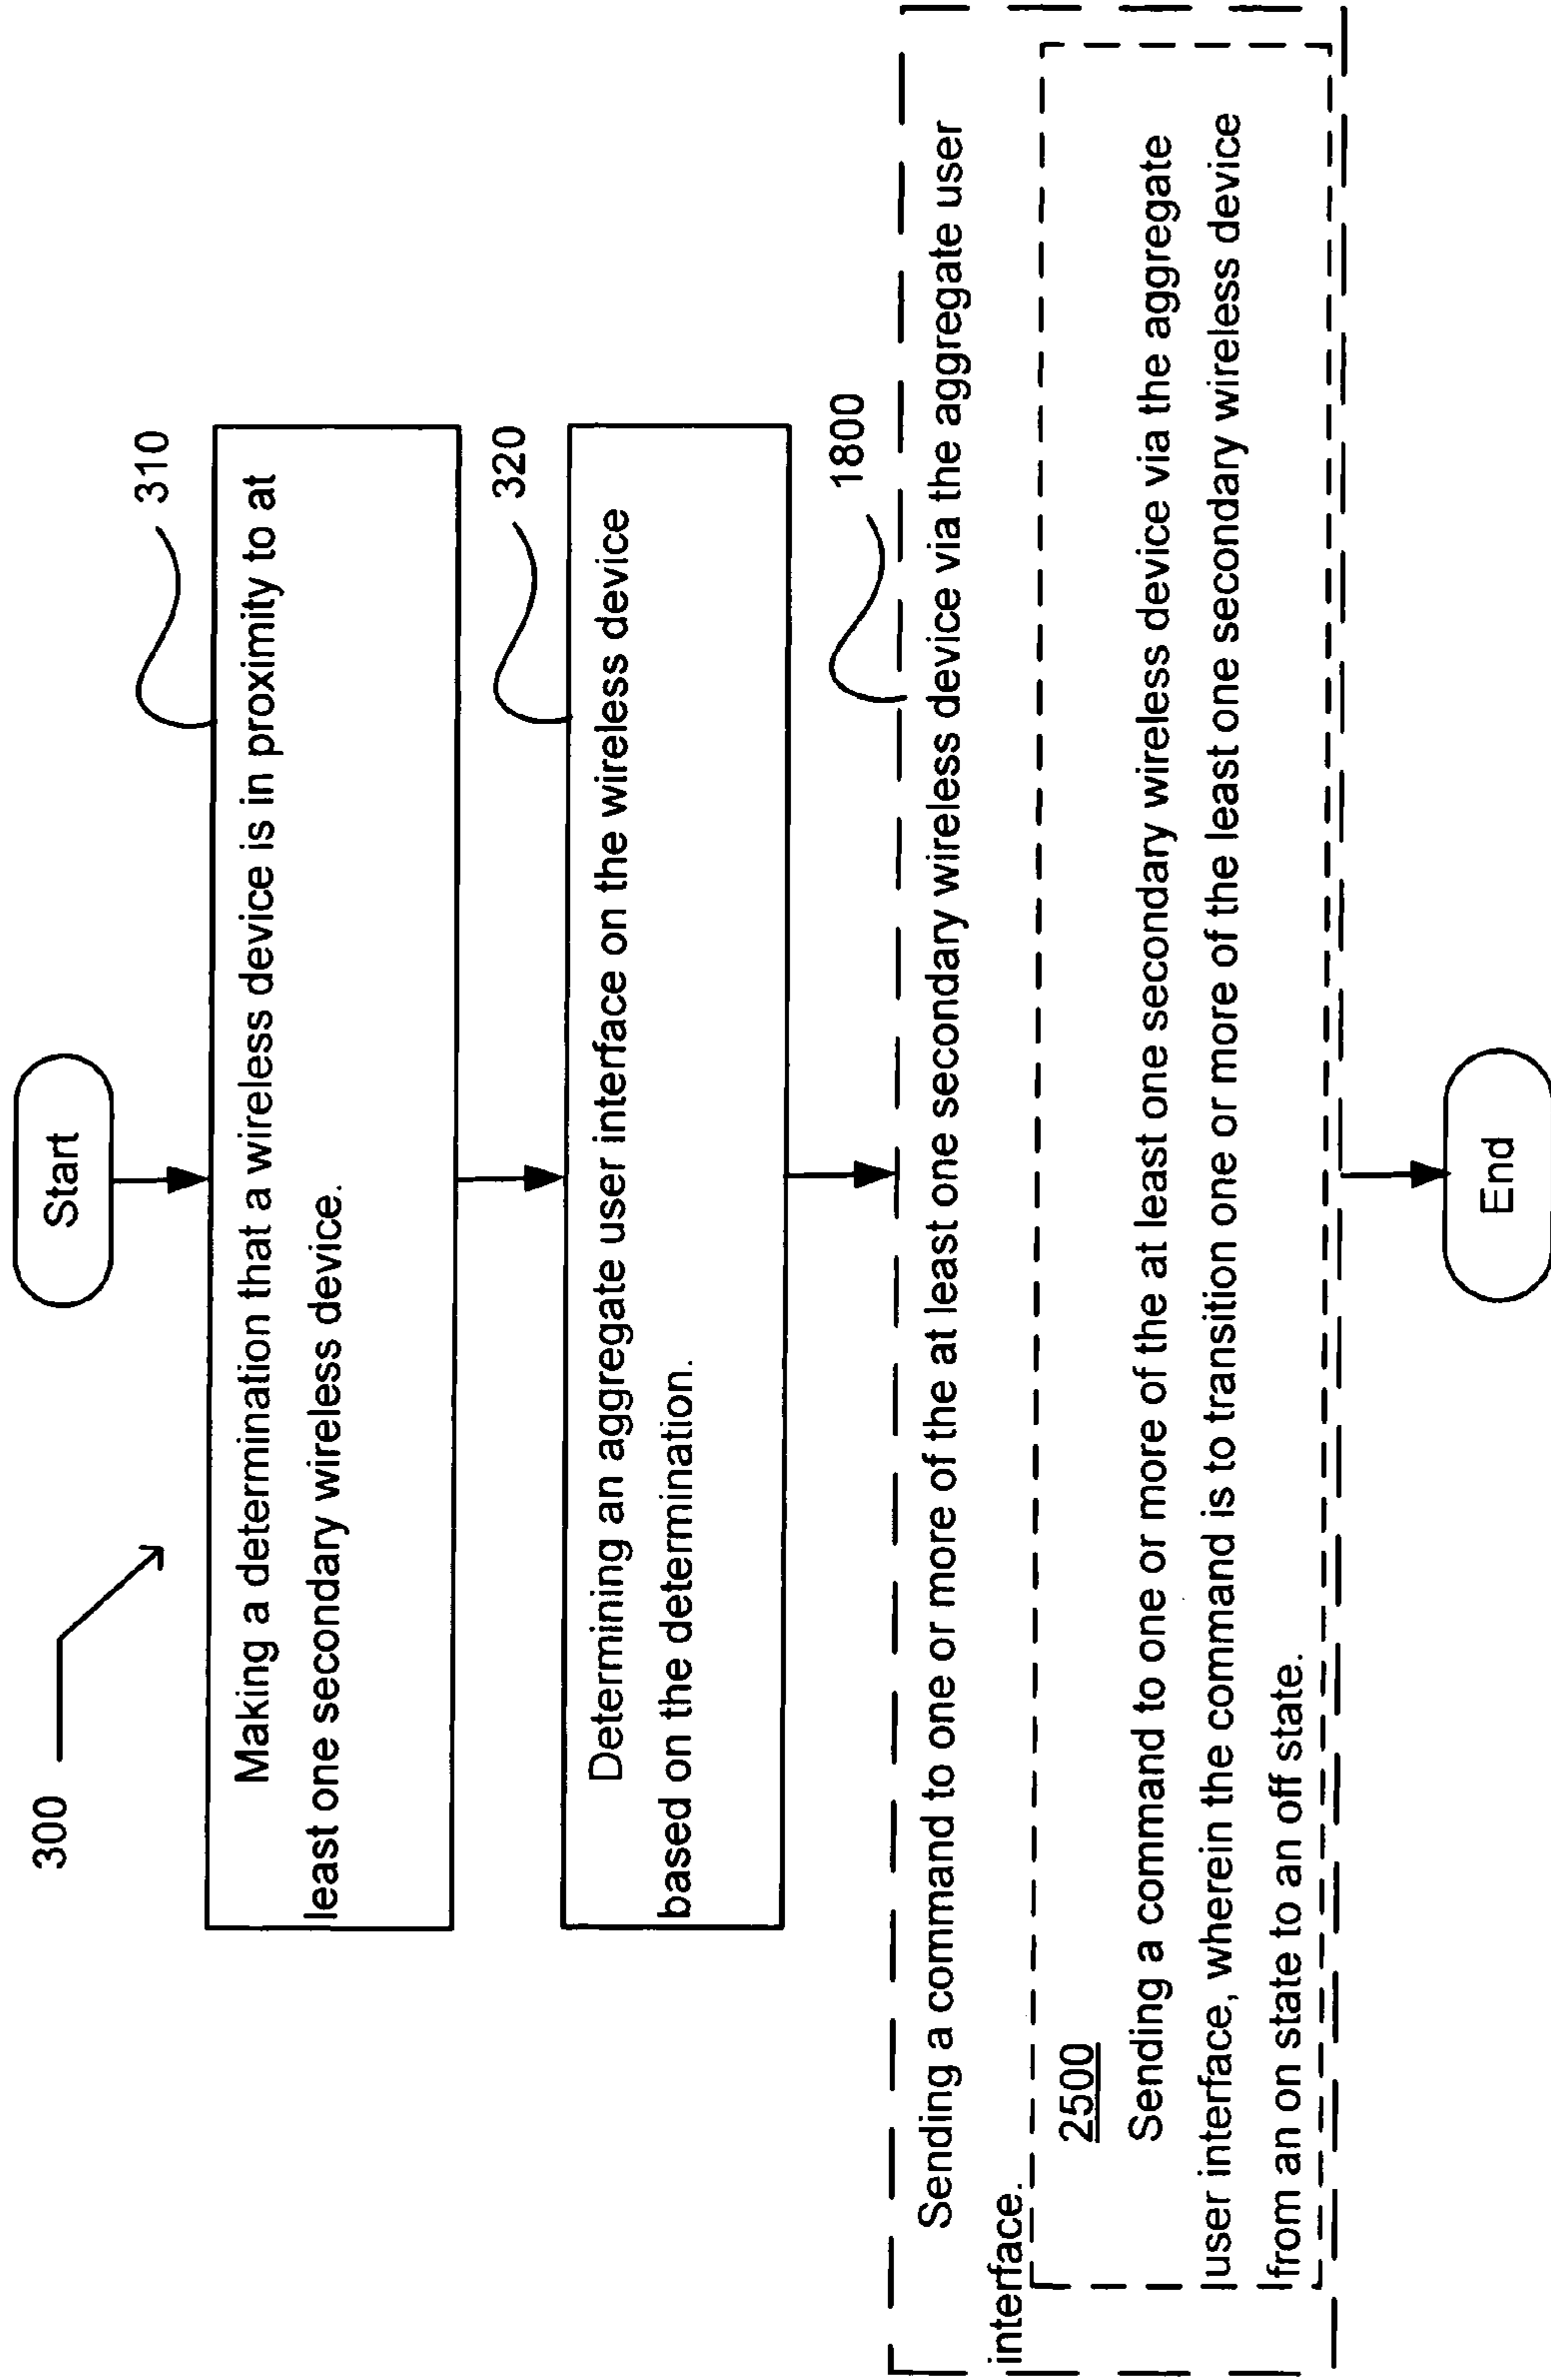 300
Start
310
Making a determination that a wireless device is in proximity to at
least one secondary wireless device.
320
Determining an aggregate user interface on the wireless device
based on the determination.
1800
Sending a command to one or more of the at least one secondary wireless device via the aggregate user
interface.
2500
Sending a command to one or more of the at least one secondary wireless device via the aggregate
user interface, wherein the command is to transition one or more of the least one secondary wireless device
from an on state to an off state.
End